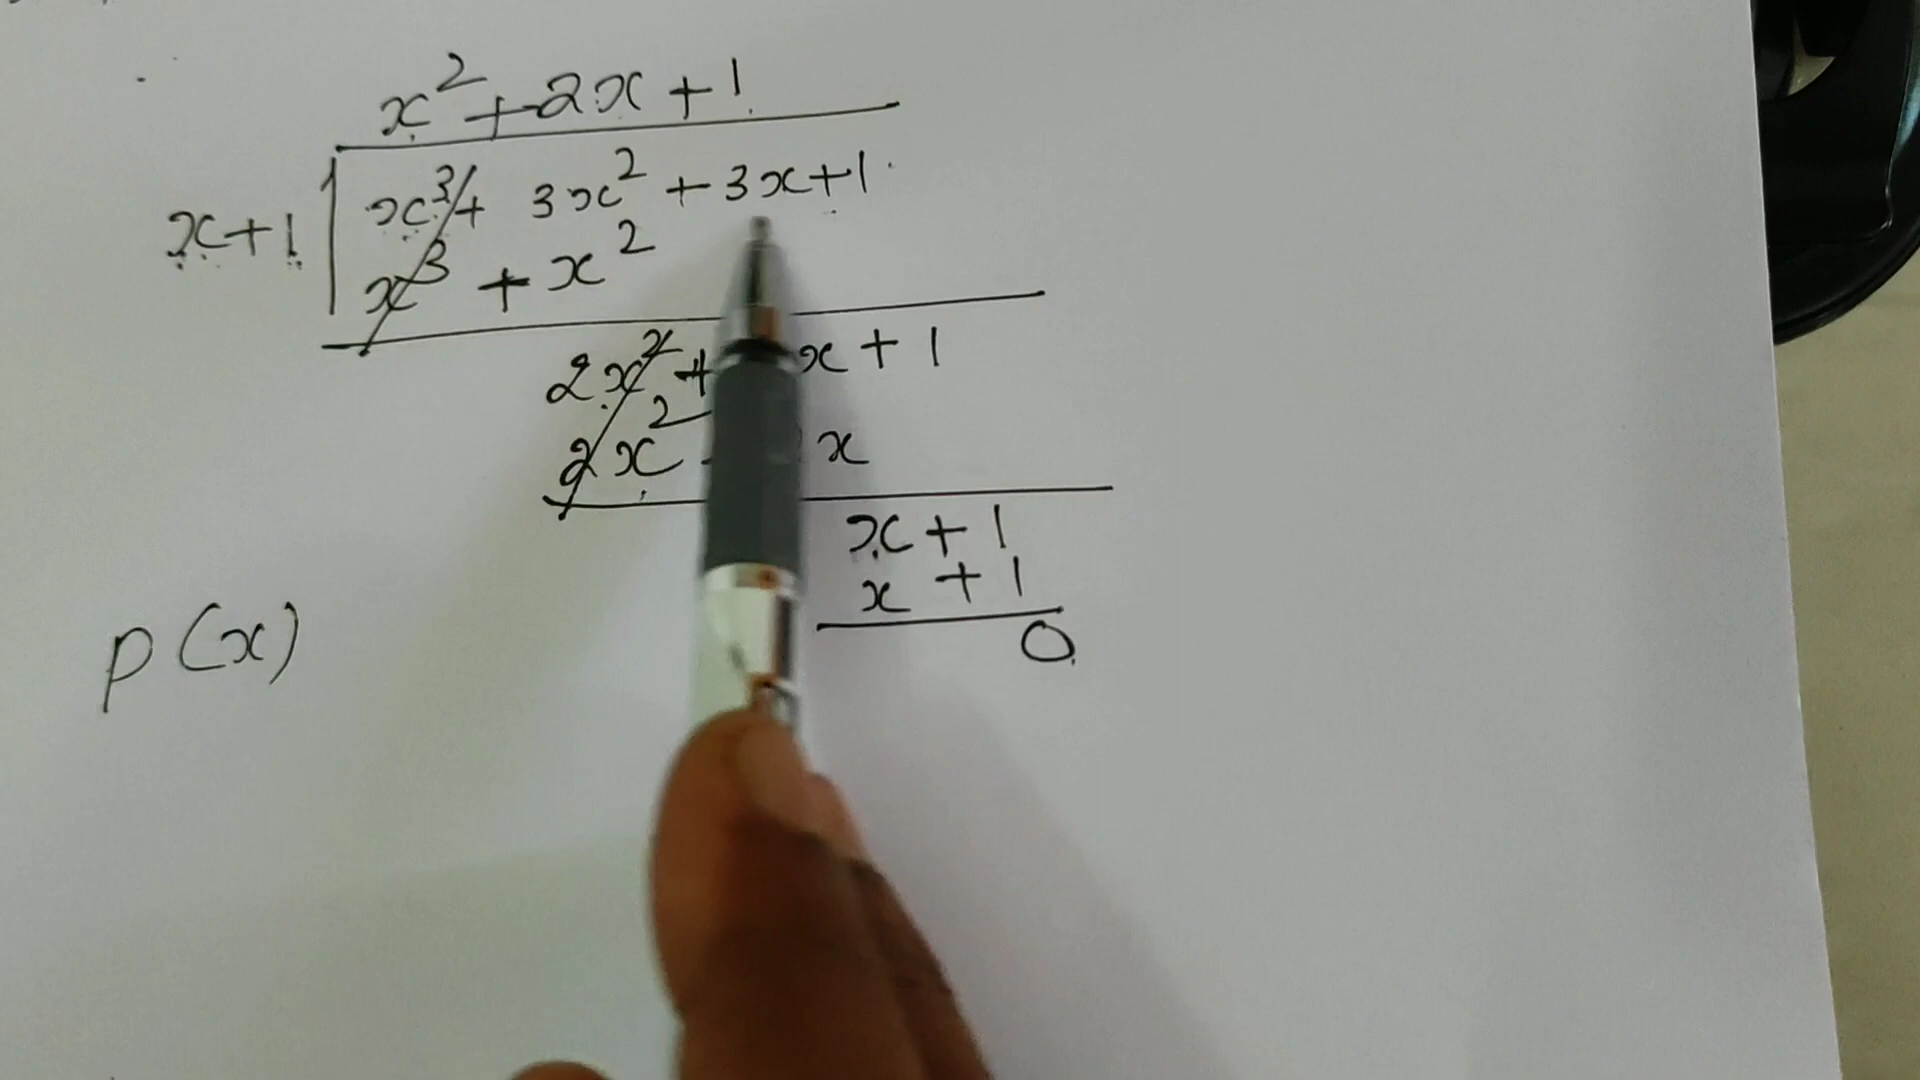 x² + 2x + 1
x + 1 | x³ + 3x² + 3x + 1
x³ + x²
2x² + x + 1
2x² x
x + 1
x + 1
0
p(x)